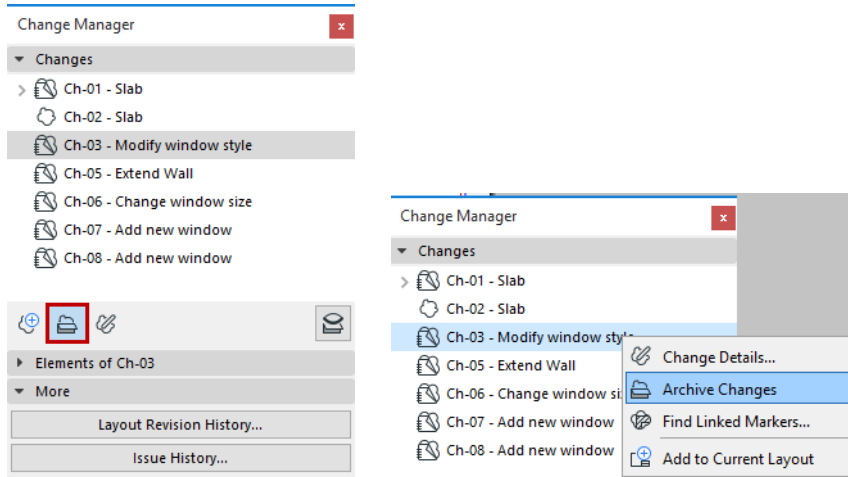 Change Manager
Changes
Ch-01 - Slab
Ch-02 - Slab
Ch-03 - Modify window style
Ch-05 - Extend Wall
Ch-06 - Change window size
Ch-07 - Add new window
Ch-08 - Add new window
Elements of Ch-03
More
Layout Revision History...
Issue History...
Change Manager
Changes
Ch-01 - Slab
Ch-02 - Slab
Ch-03 - Modify window style
Ch-05 - Extend Wall
Ch-06 - Change window si
Ch-07 - Add new window
Ch-08 - Add new window
Change Details...
Archive Changes
Find Linked Markers...
Add to Current Layout